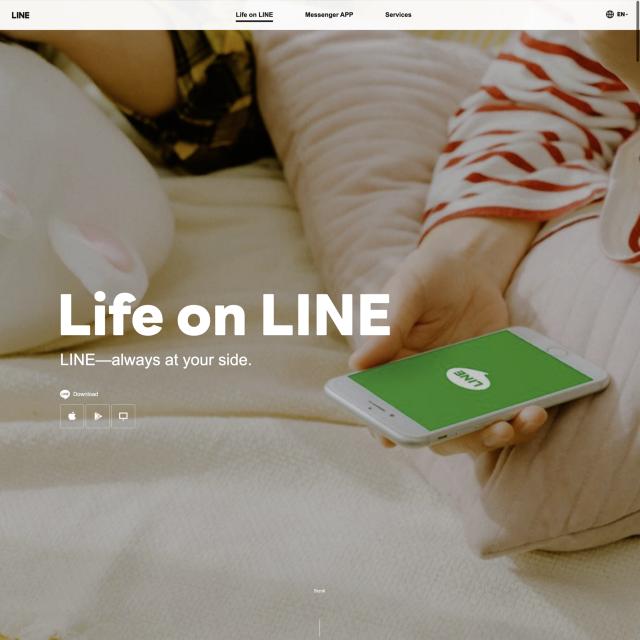 LINE
Life on LINE
Messenger APP
Services
EN
Life on LINE
LINE—always at your side.
LINE
Download
LINE
Scroll